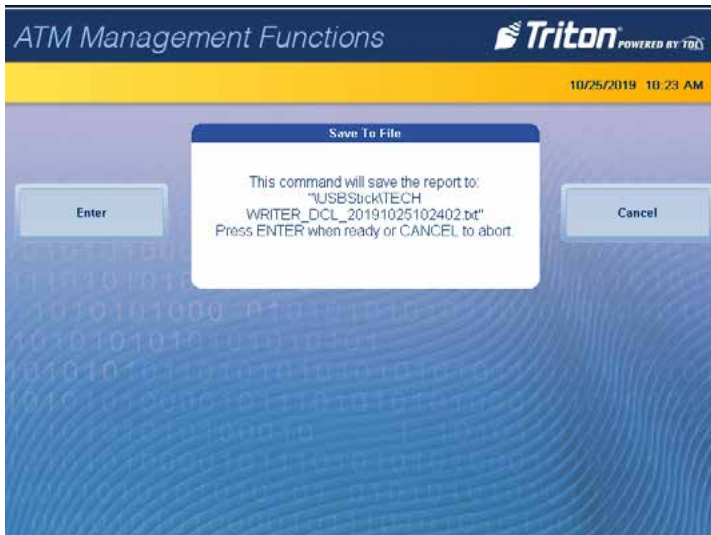 ATM Management Functions
Triton POWERED BY TDL
10/25/2019 10:23 AM
Save To File
This command will save the report to:
"\USBStick\TECH
WRITER_DCL_20191025102402.txt"
Press ENTER when ready or CANCEL to abort.
Enter
Cancel